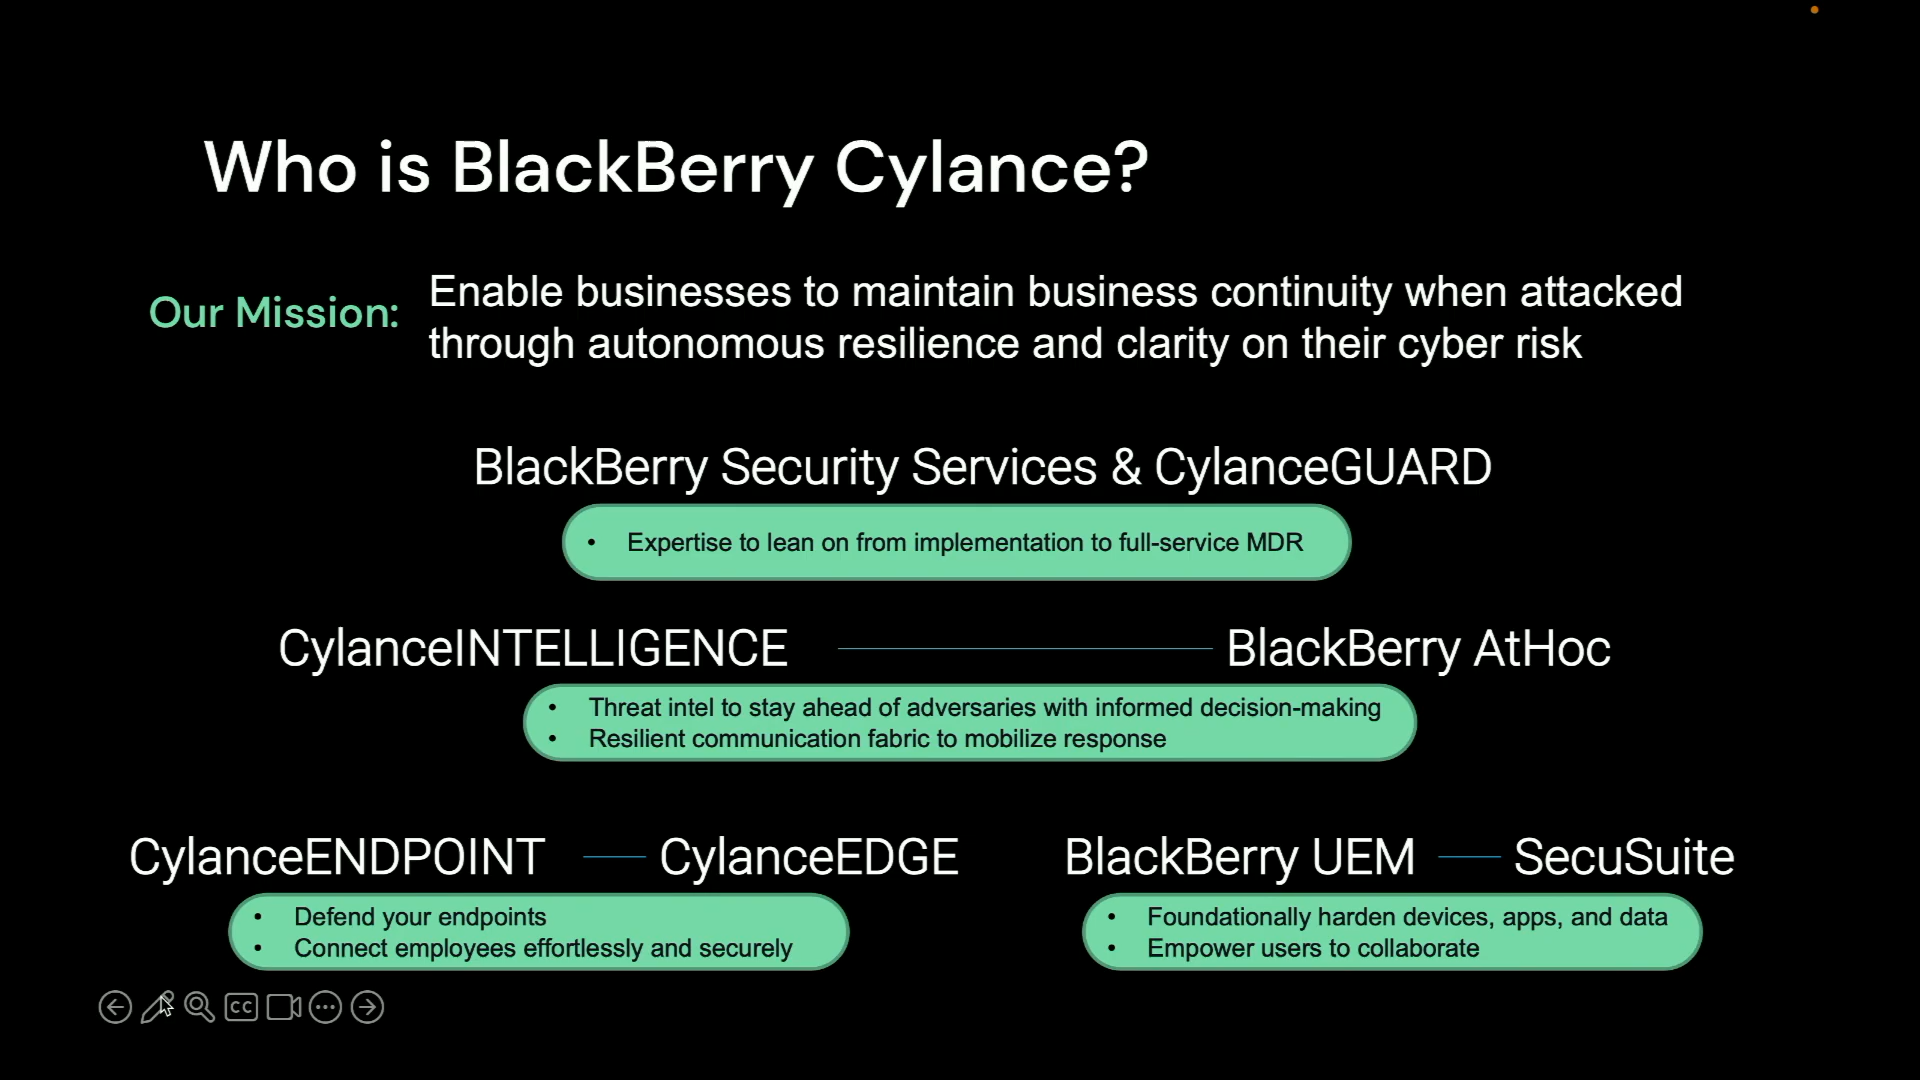 Who is BlackBerry Cylance?
Our Mission:
Enable businesses to maintain business continuity when attacked
through autonomous resilience and clarity on their cyber risk
BlackBerry Security Services & CylanceGUARD
• Expertise to lean on from implementation to full-service MDR
CylanceINTELLIGENCE
BlackBerry AtHoc
• Threat intel to stay ahead of adversaries with informed decision-making
• Resilient communication fabric to mobilize response
CylanceENDPOINT
CylanceEDGE
• Defend your endpoints
• Connect employees effortlessly and securely
BlackBerry UEM
SecuSuite
• Foundationally harden devices, apps, and data
• Empower users to collaborate
CC